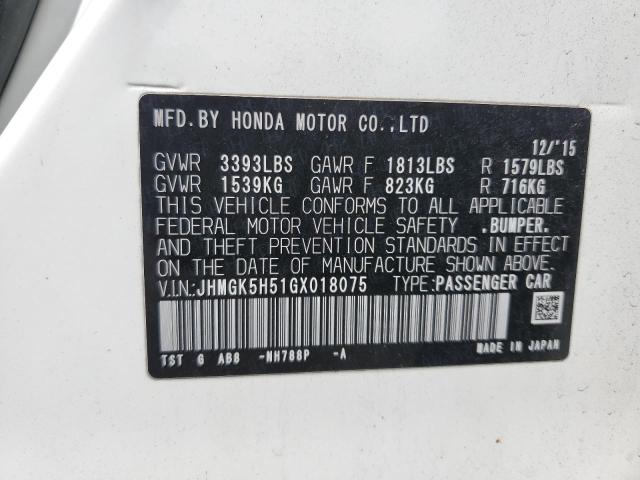 MFD. BY HONDA MOTOR CO.,LTD
12/'15
GVWR 3393LBS GAWR F 1813LBS R 1579LBS
GVWR 1539KG GAWR F 823KG R 716KG
THIS VEHICLE CONFORMS TO ALL APPLICABLE
FEDERAL MOTOR VEHICLE SAFETY .BUMPER.
AND THEFT PREVENTION STANDARDS IN EFFECT
ON THE DATE OF MANUFACTURE SHOWN ABOVE.
V.I.N.:JHMGK5H51GX018075 TYPE:PASSENGER CAR
TST G AB8 -NH788P -A
MADE IN JAPAN